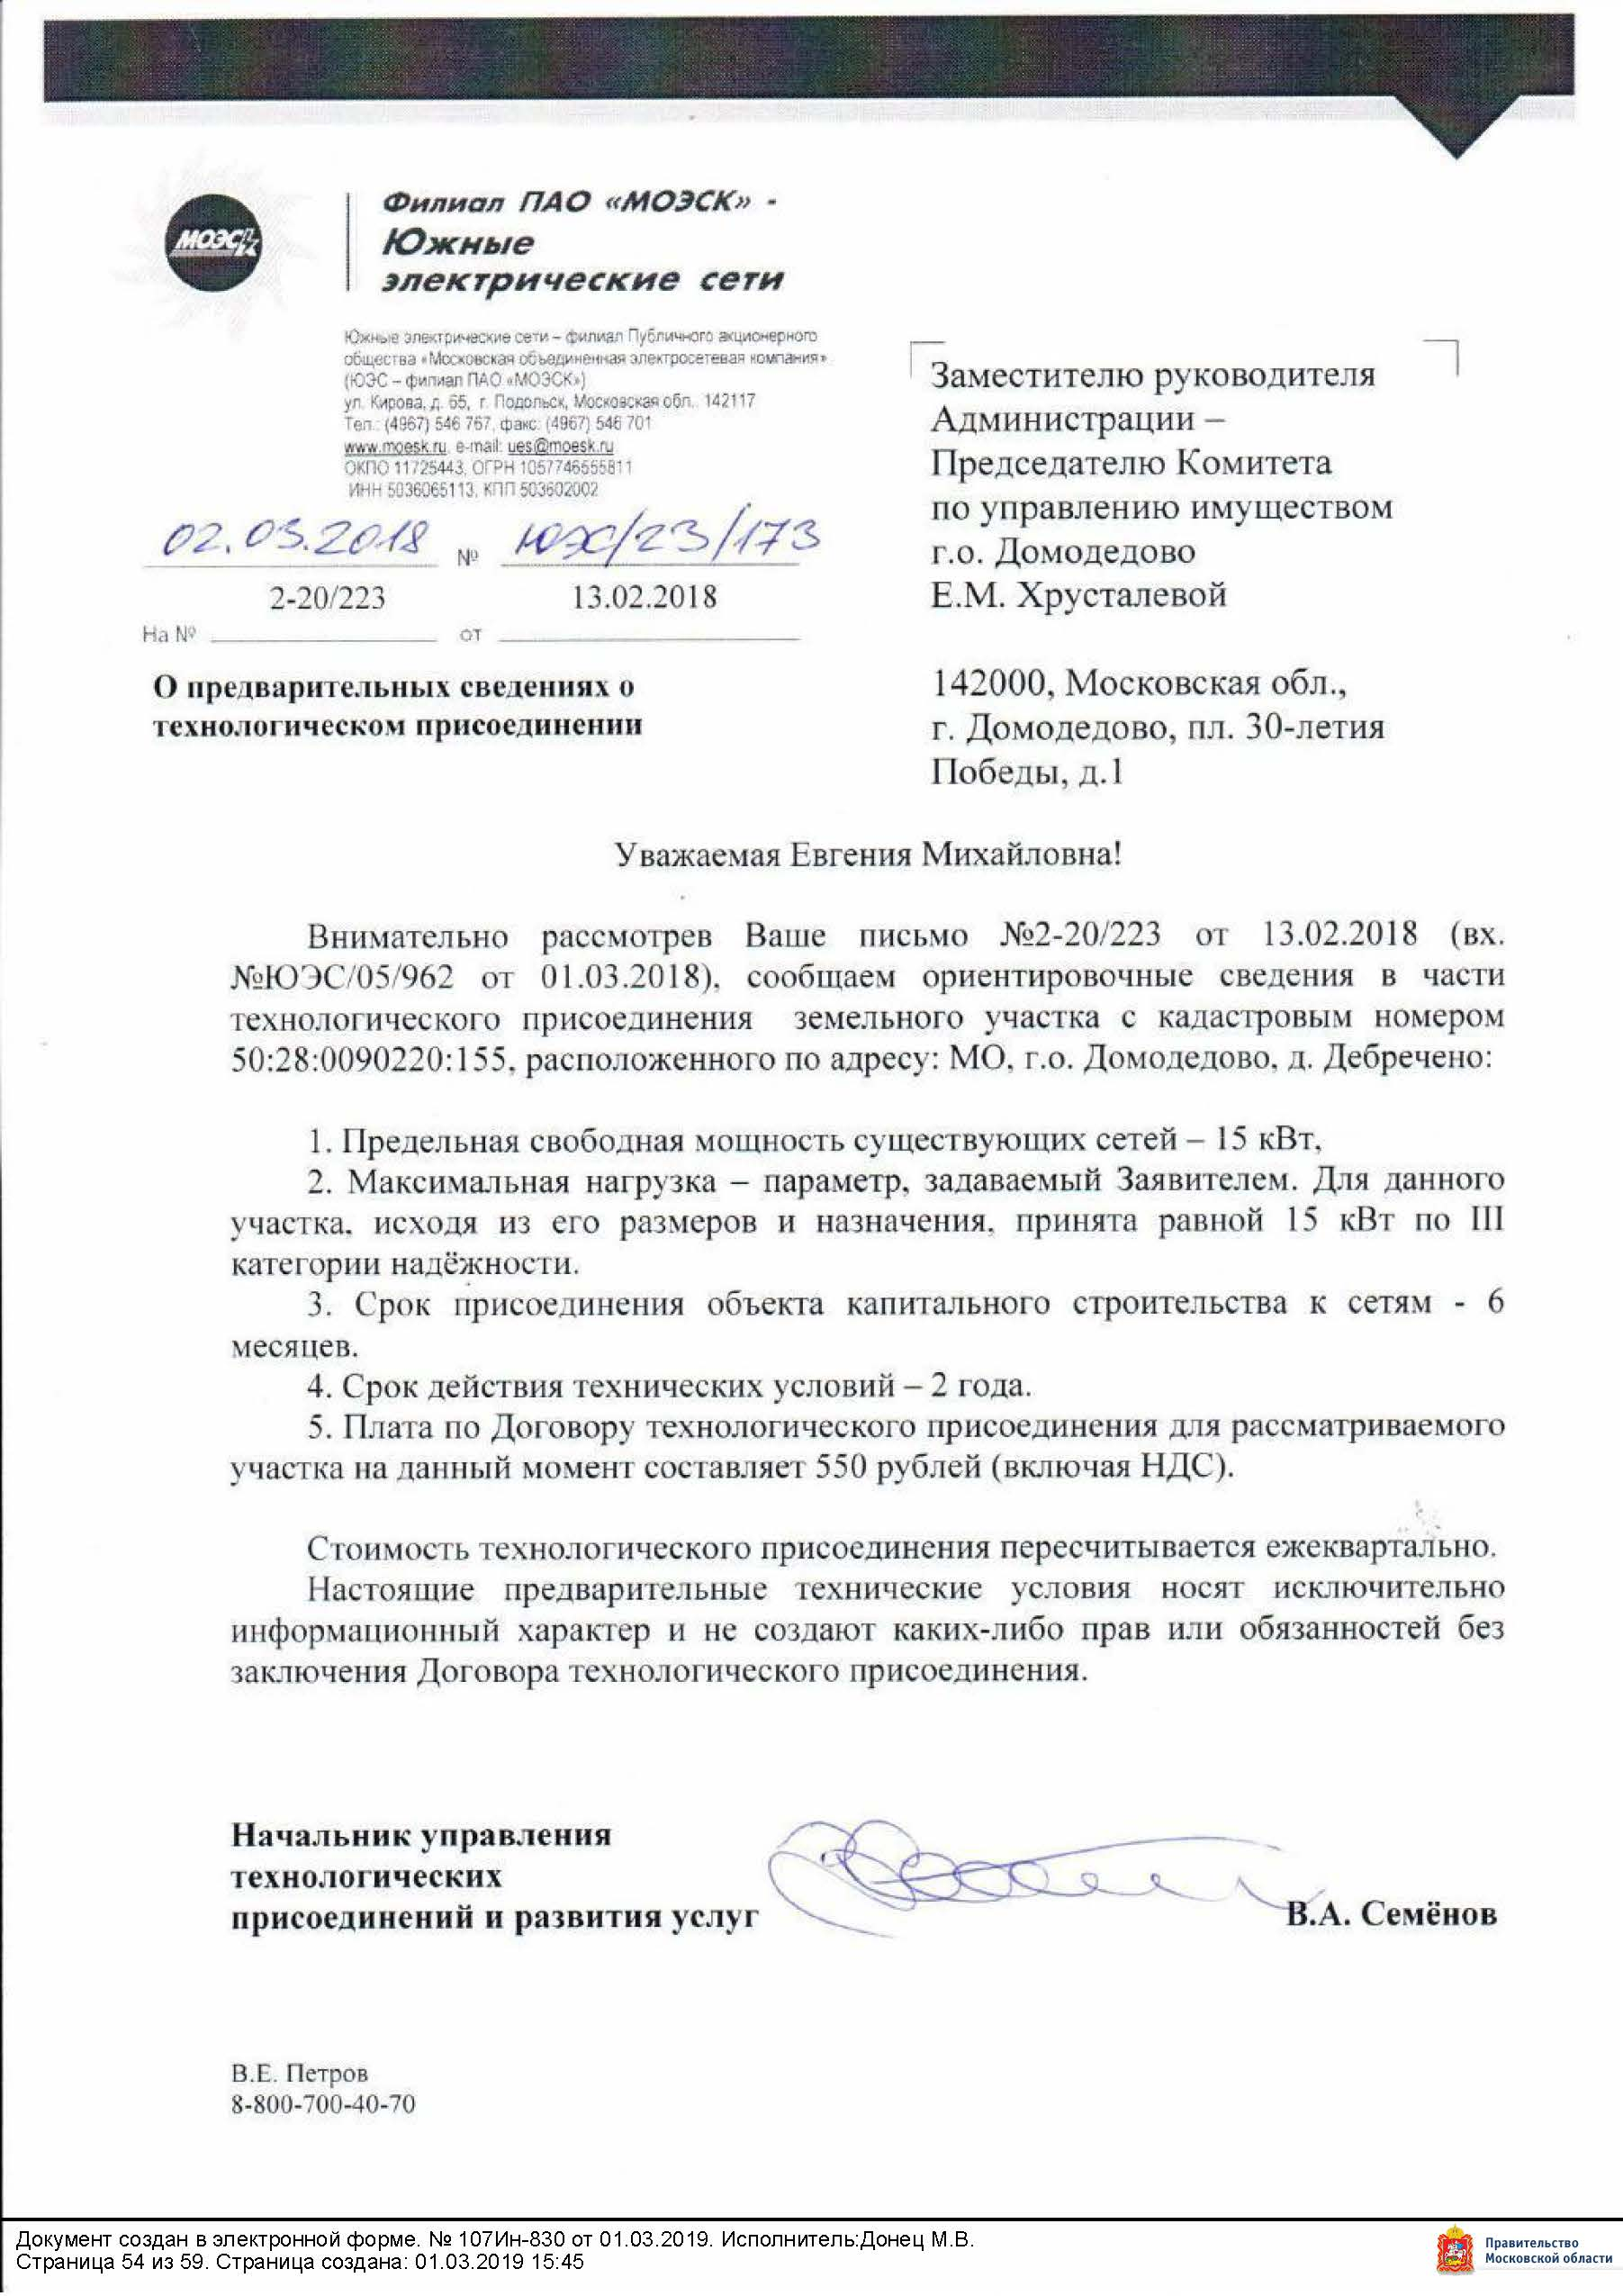 МОЭСК
Филиал ПАО «МОЭСК» -
Южные
электрические сети
Южные электрические сети – филиал Публичного акционерного
общества «Московская объединенная электросетевая компания»
(ЮЭС – филиал ПАО «МОЭСК»)
ул. Кирова, д. 65, г. Подольск, Московская обл., 142117
Тел.: (4967) 546 767, факс: (4967) 546 701
www.moesk.ru, e-mail: ues@moesk.ru
ОКПО 11725443, ОГРН 1057746555811
ИНН 5036065113, КПП 503602002
02.03.2018 № ЮЭС/23/173
2-20/223 13.02.2018
На № от
О предварительных сведениях о
технологическом присоединении
Заместителю руководителя
Администрации –
Председателю Комитета
по управлению имуществом
г.о. Домодедово
Е.М. Хрусталевой
142000, Московская обл.,
г. Домодедово, пл. 30-летия
Победы, д.1
Уважаемая Евгения Михайловна!
Внимательно рассмотрев Ваше письмо №2-20/223 от 13.02.2018 (вх.
№ЮЭС/05/962 от 01.03.2018), сообщаем ориентировочные сведения в части
технологического присоединения земельного участка с кадастровым номером
50:28:0090220:155, расположенного по адресу: МО, г.о. Домодедово, д. Дебречено:
1. Предельная свободная мощность существующих сетей – 15 кВт,
2. Максимальная нагрузка – параметр, задаваемый Заявителем. Для данного
участка, исходя из его размеров и назначения, принята равной 15 кВт по III
категории надёжности.
3. Срок присоединения объекта капитального строительства к сетям - 6
месяцев.
4. Срок действия технических условий – 2 года.
5. Плата по Договору технологического присоединения для рассматриваемого
участка на данный момент составляет 550 рублей (включая НДС).
Стоимость технологического присоединения пересчитывается ежеквартально.
Настоящие предварительные технические условия носят исключительно
информационный характер и не создают каких-либо прав или обязанностей без
заключения Договора технологического присоединения.
Начальник управления
технологических
присоединений и развития услуг
В.А. Семёнов
В.Е. Петров
8-800-700-40-70
Документ создан в электронной форме. № 107Ин-830 от 01.03.2019. Исполнитель:Донец М.В.
Страница 54 из 59. Страница создана: 01.03.2019 15:45
Правительство
Московской области